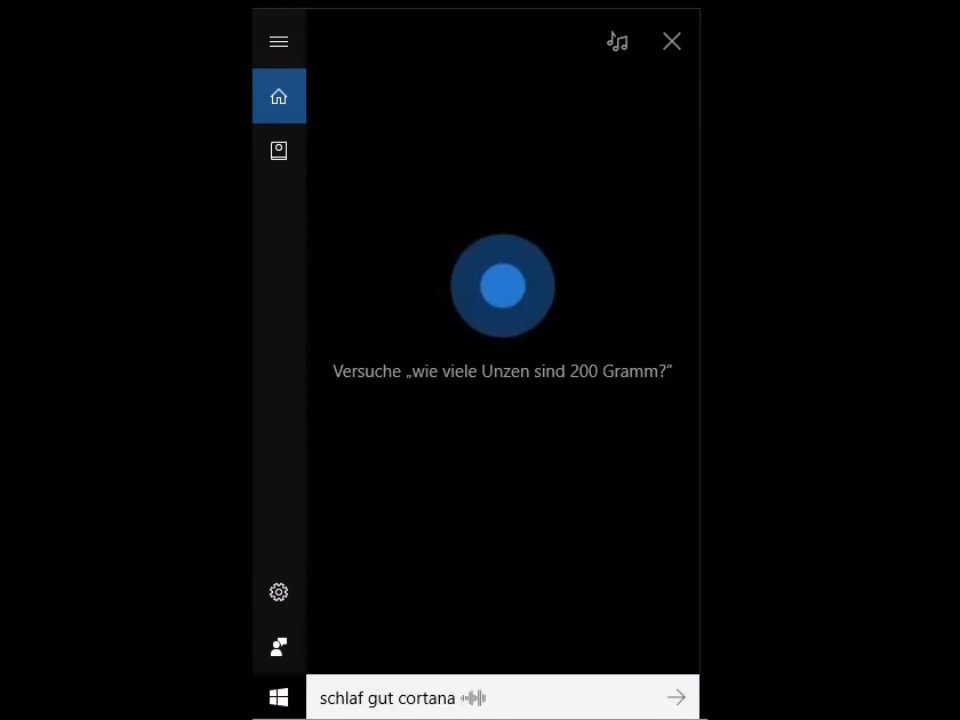 Versuche „wie viele Unzen sind 200 Gramm?“
schlaf gut cortana